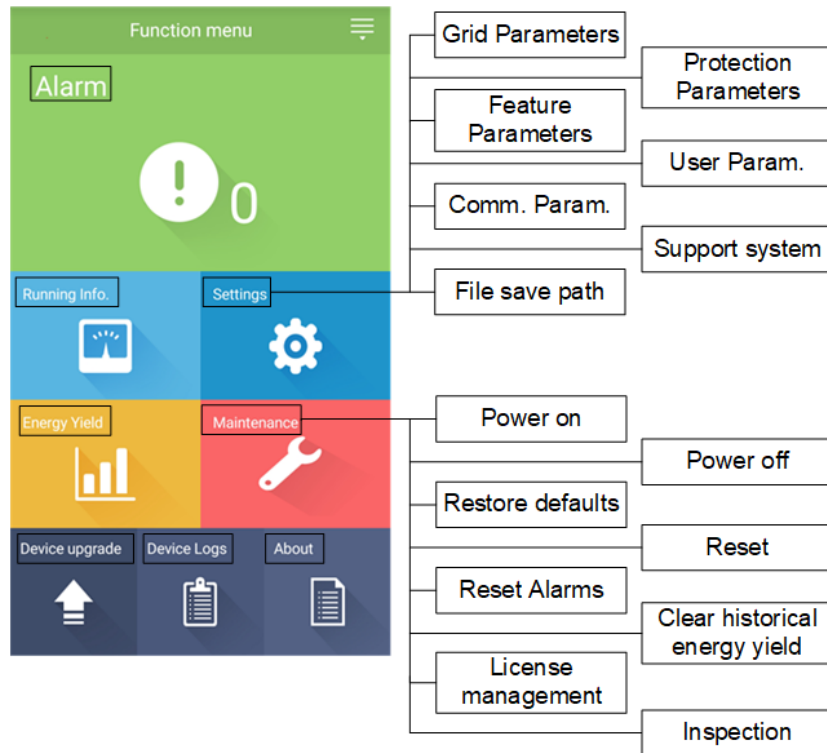 Function menu
Alarm
0
Running Info.
Settings
Energy Yield
Maintenance
Device upgrade
Device Logs
About
Grid Parameters
Protection
Parameters
Feature
Parameters
User Param.
Comm. Param.
Support system
File save path
Power on
Power off
Restore defaults
Reset
Reset Alarms
Clear historical
energy yield
License
management
Inspection